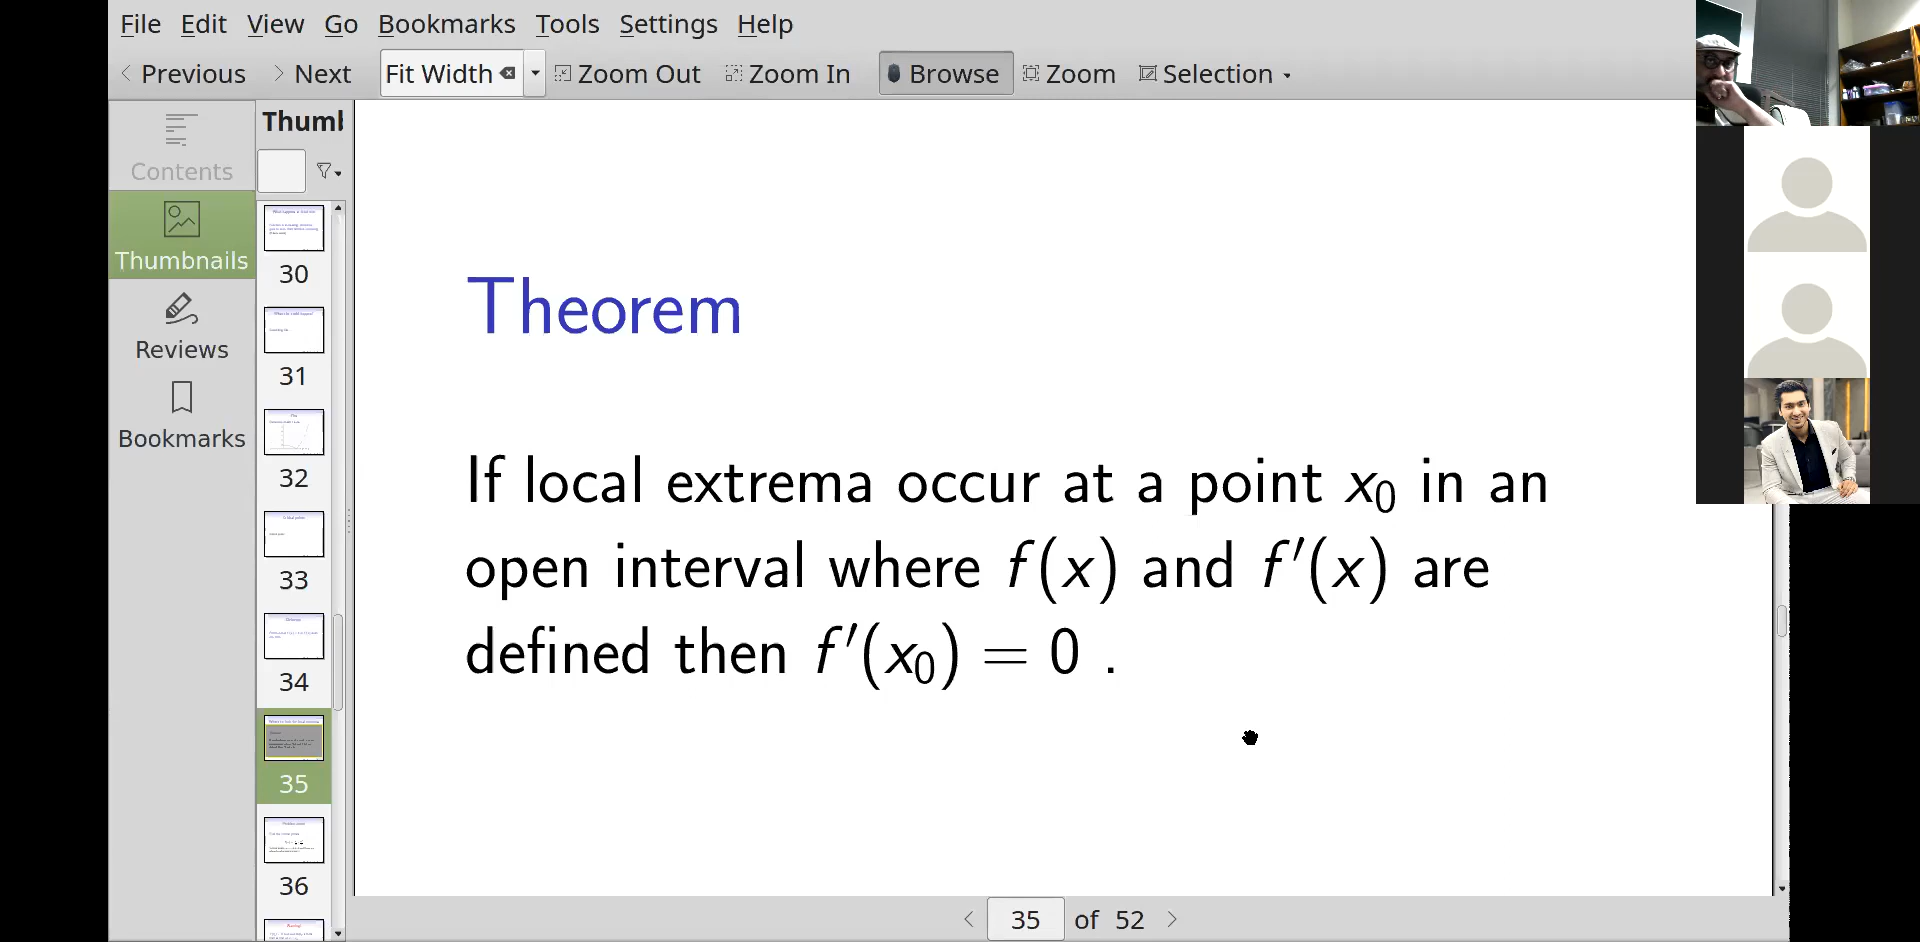 File Edit View Go Bookmarks Tools Settings Help
Previous Next Fit Width Zoom Out Zoom In Browse Zoom Selection
Contents
Thumbnails
Reviews
Bookmarks
Thuml
30
31
32
33
34
35
36
Theorem
If local extrema occur at a point x₀ in an
open interval where f(x) and f′(x) are
defined then f′(x₀) = 0 .
35 of 52